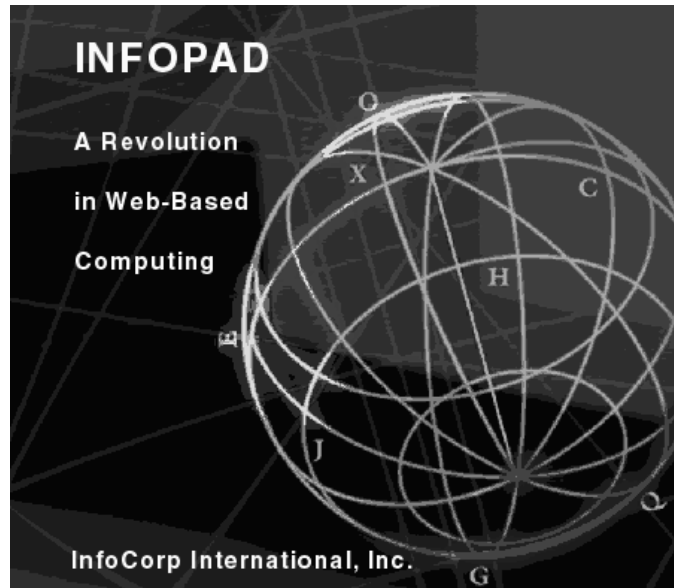 INFOPAD
O
A Revolution
X
C
in Web-Based
Computing
H
E
J
Q
InfoCorp International, Inc.
G